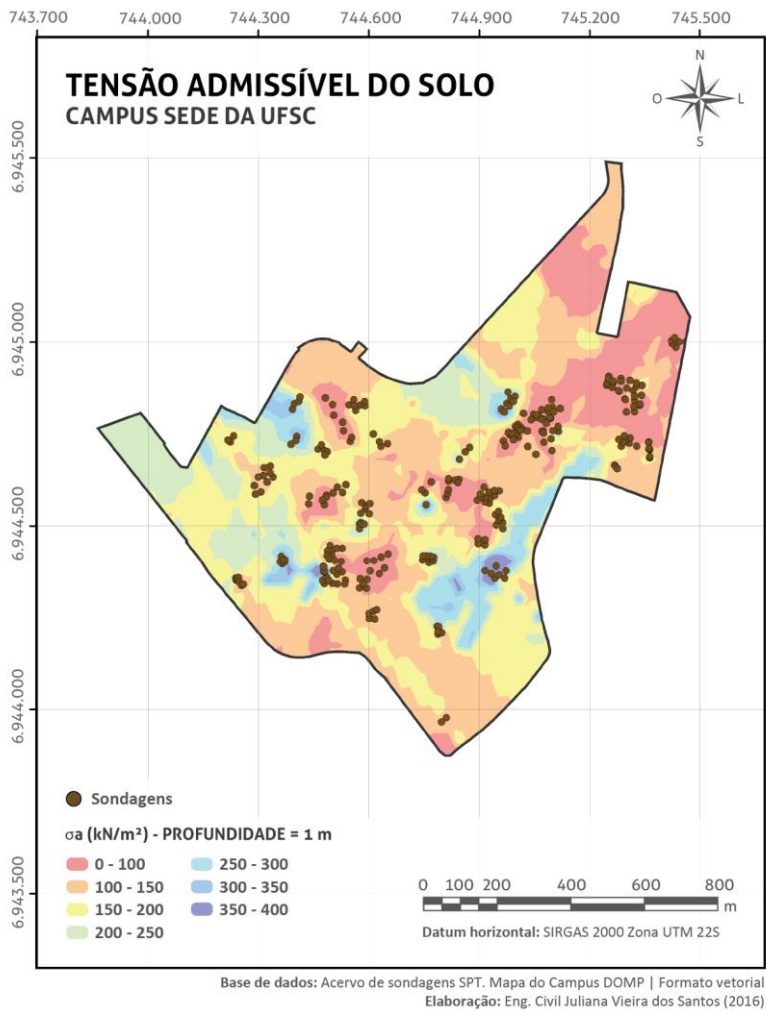 743.700 744.000 744.300 744.600 744.900 745.200 745.500
TENSÃO ADMISSÍVEL DO SOLO
CAMPUS SEDE DA UFSC
N
O L
S
6.945.500
6.945.000
6.944.500
6.944.000
6.943.500
Sondagens
σa (kN/m²) - PROFUNDIDADE = 1 m
0 - 100 250 - 300
100 - 150 300 - 350
150 - 200 350 - 400
200 - 250
0 100 200 400 600 800
m
Datum horizontal: SIRGAS 2000 Zona UTM 22S
Base de dados: Acervo de sondagens SPT. Mapa do Campus DOMP | Formato vetorial
Elaboração: Eng. Civil Juliana Vieira dos Santos (2016)